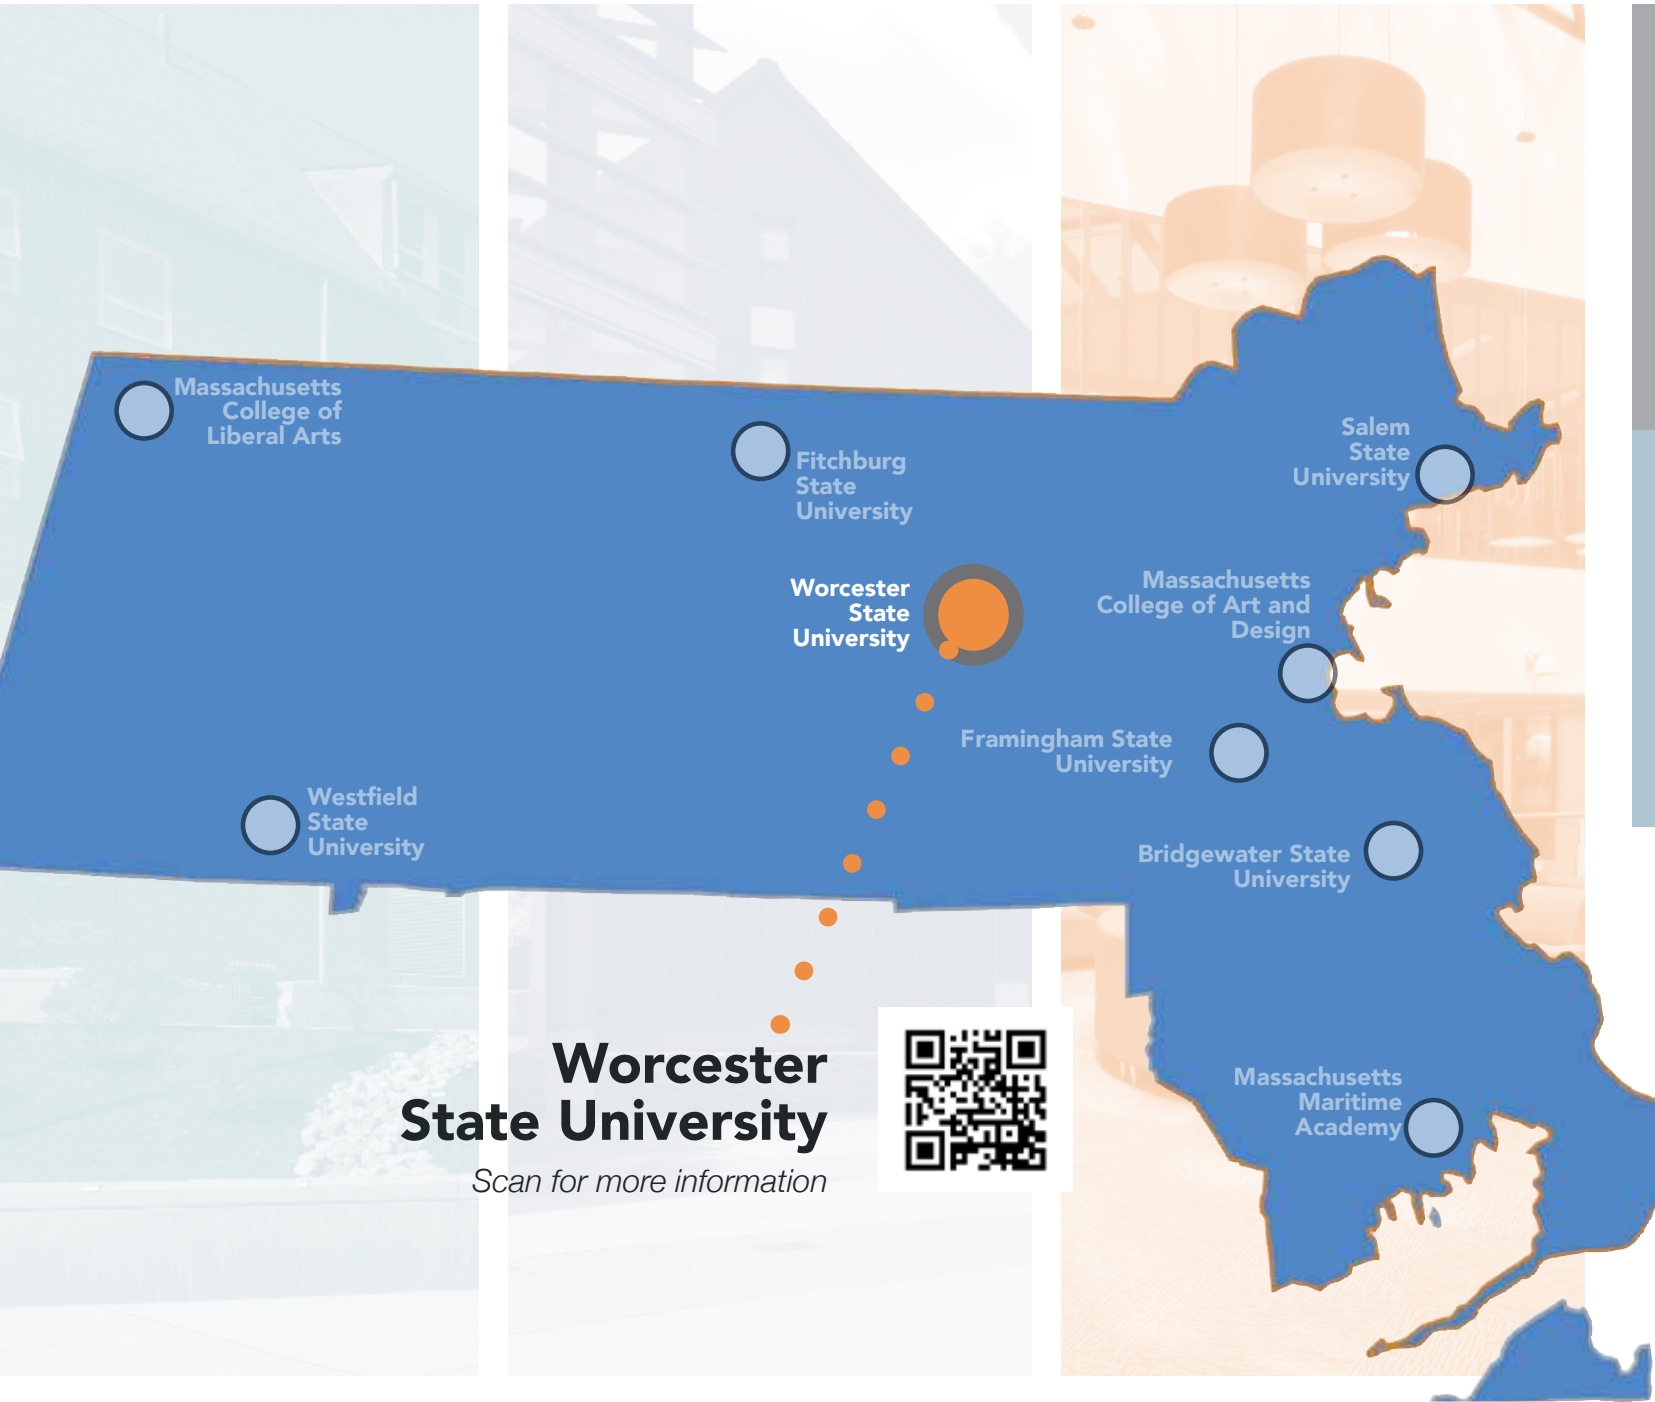 Massachusetts
College of
Liberal Arts
Fitchburg
State
University
Salem
State
University
Worcester
State
University
Massachusetts
College of Art and
Design
Framingham State
University
Westfield
State
University
Bridgewater State
University
Massachusetts
Maritime
Academy
Worcester
State University
Scan for more information